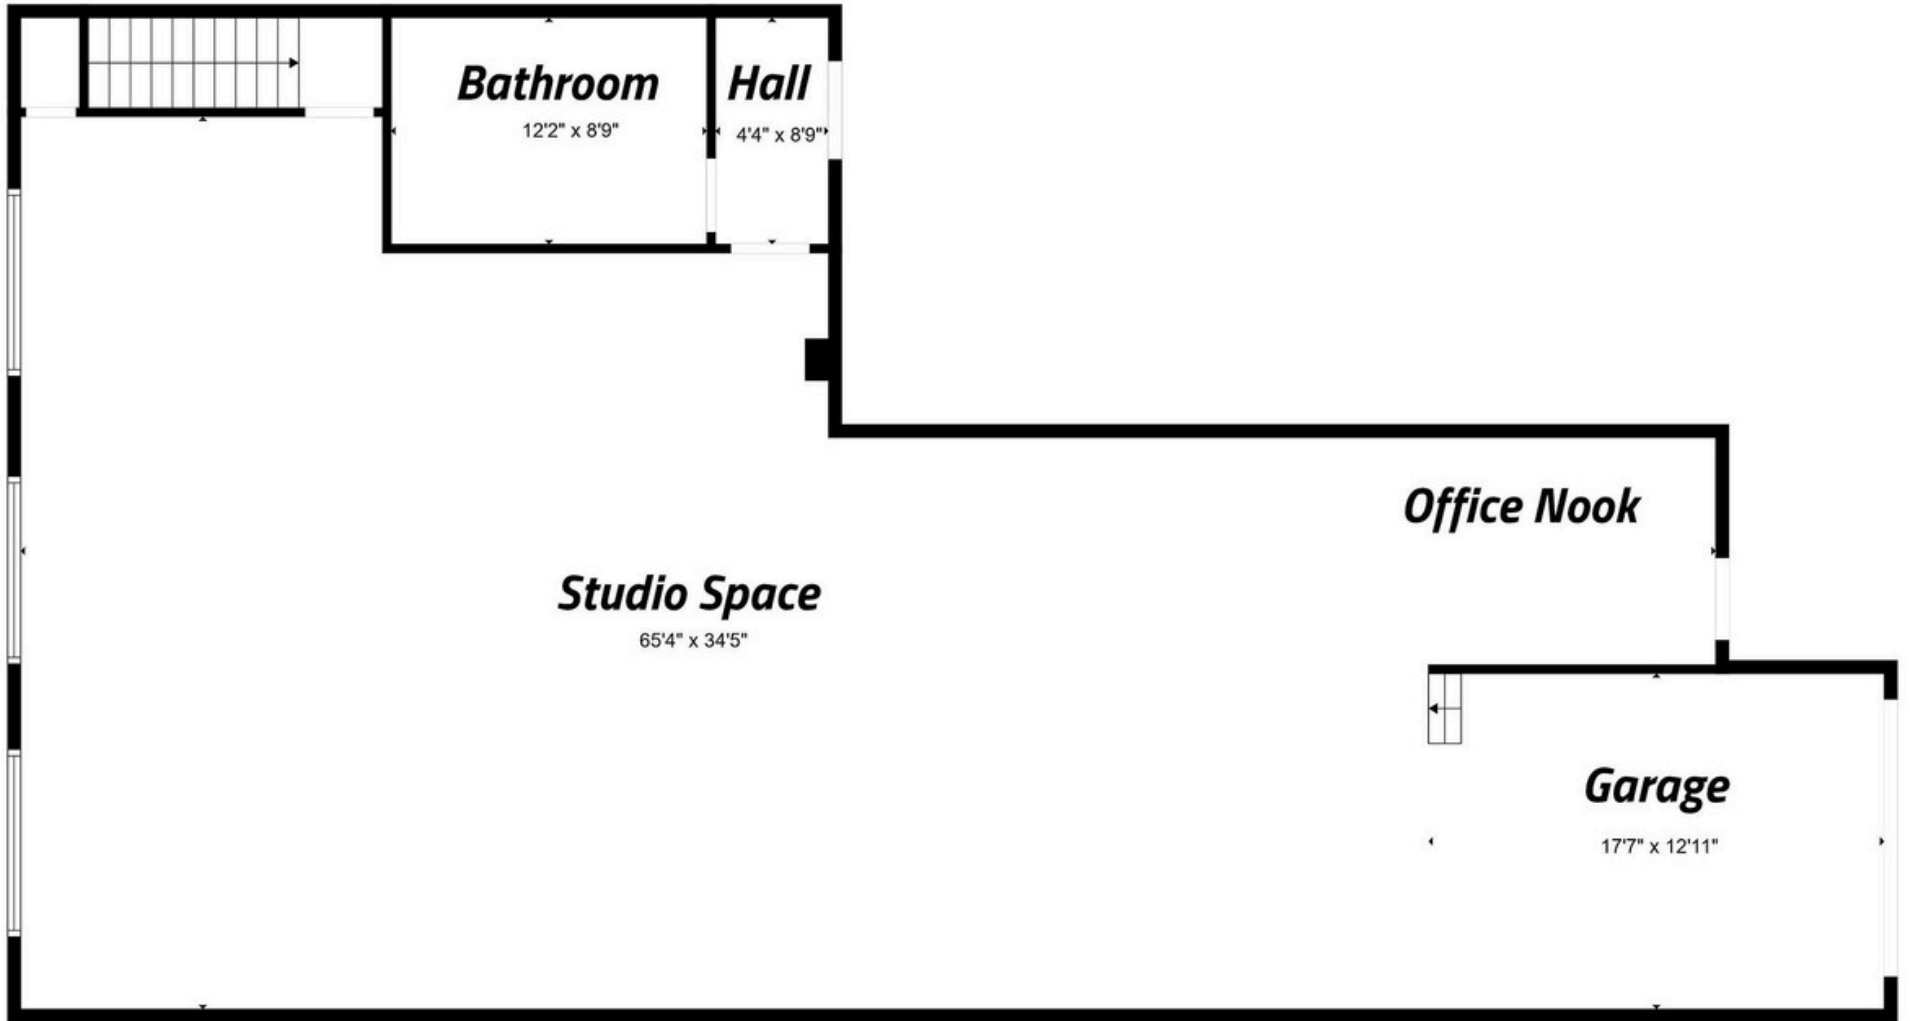 Bathroom
12'2" x 8'9"
Hall
4'4" x 8'9"
Office Nook
Studio Space
65'4" x 34'5"
Garage
17'7" x 12'11"